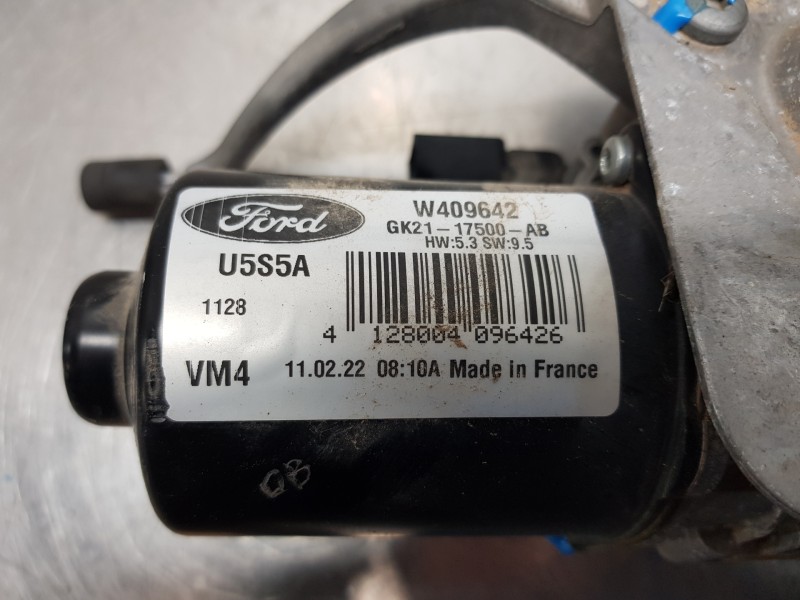 Ford
W409642
GK21-17500-AB
HW:5.3 SW:9.5
U5S5A
1128
4 128004 096426
VM4 11.02.22 08:10A Made in France
QB